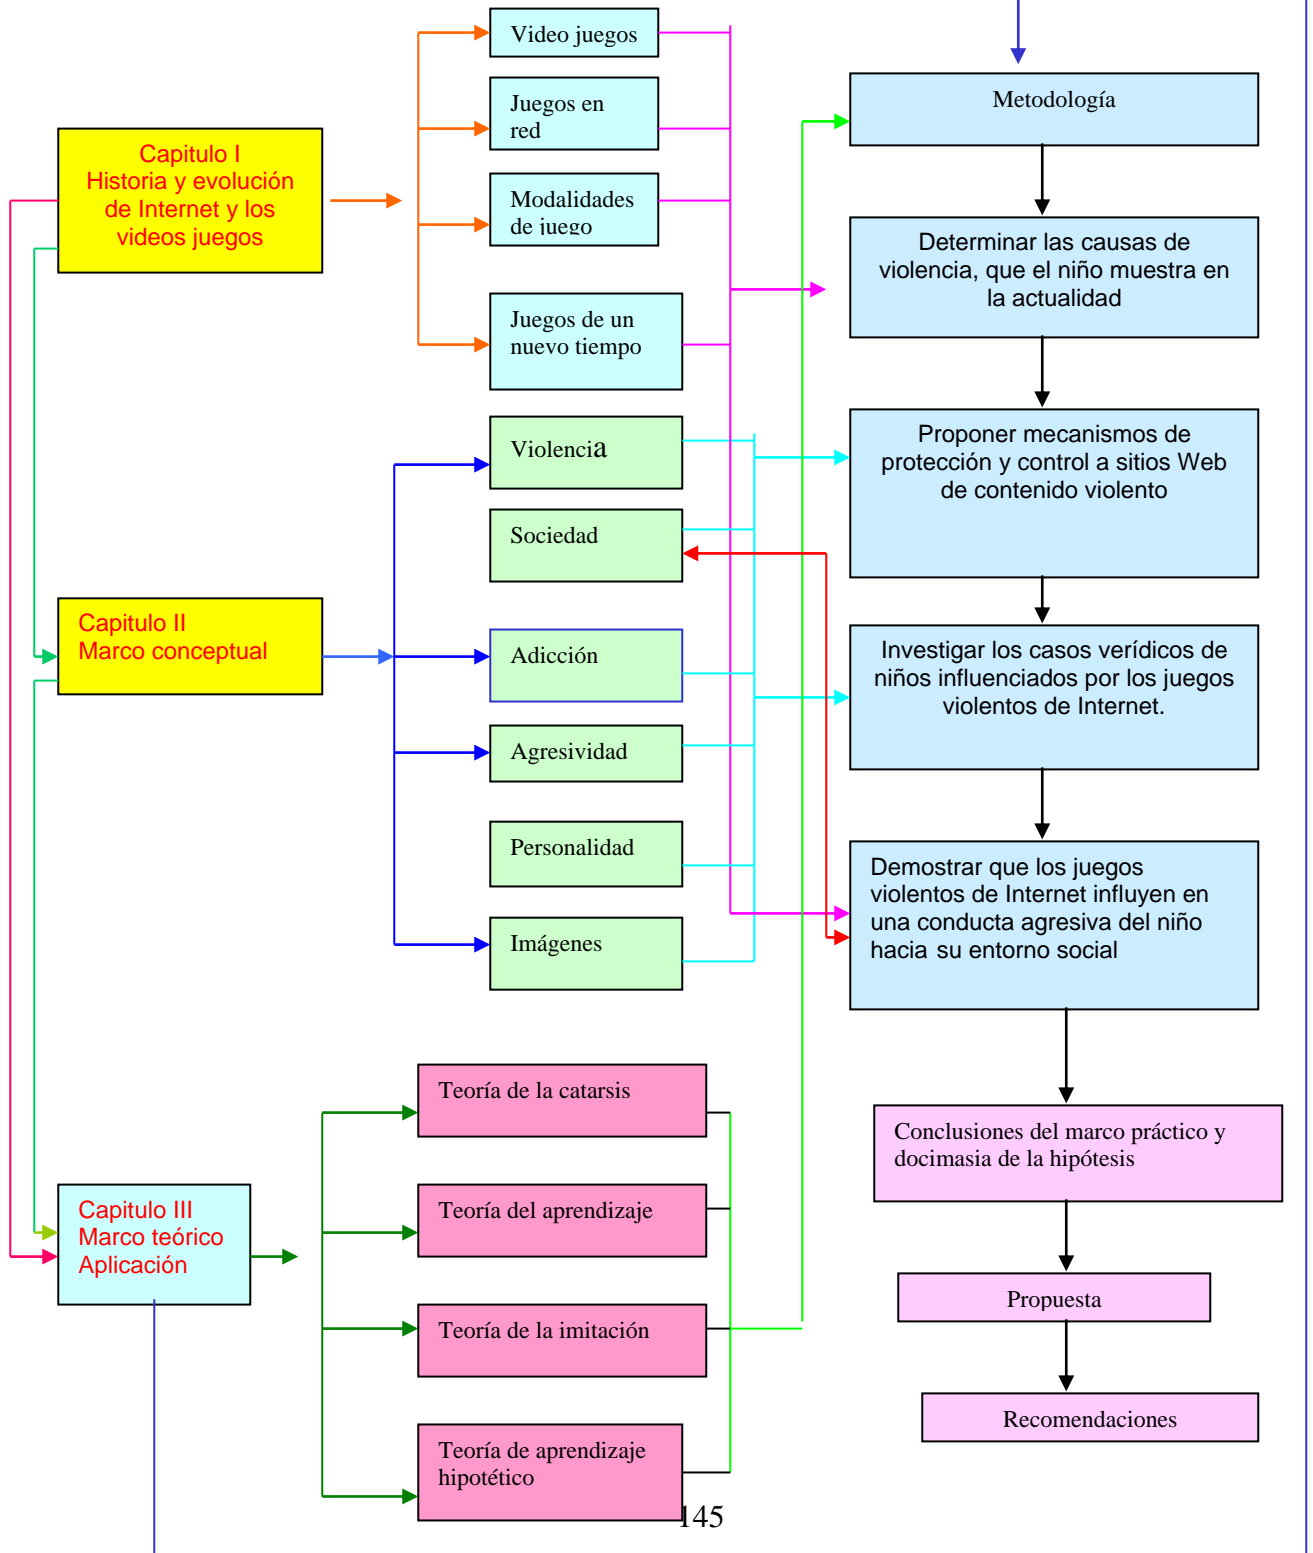 Video juegos
Juegos en
red
Modalidades
de juego
Juegos de un
nuevo tiempo
Capitulo I
Historia y evolución
de Internet y los
videos juegos
Violencia
Sociedad
Adicción
Agresividad
Personalidad
Imágenes
Capitulo II
Marco conceptual
Teoría de la catarsis
Teoría del aprendizaje
Teoría de la imitación
Teoría de aprendizaje
hipotético
Capitulo III
Marco teórico
Aplicación
Metodología
Determinar las causas de
violencia, que el niño muestra en
la actualidad
Proponer mecanismos de
protección y control a sitios Web
de contenido violento
Investigar los casos verídicos de
niños influenciados por los juegos
violentos de Internet.
Demostrar que los juegos
violentos de Internet influyen en
una conducta agresiva del niño
hacia su entorno social
Conclusiones del marco práctico y
docimasia de la hipótesis
Propuesta
Recomendaciones
145